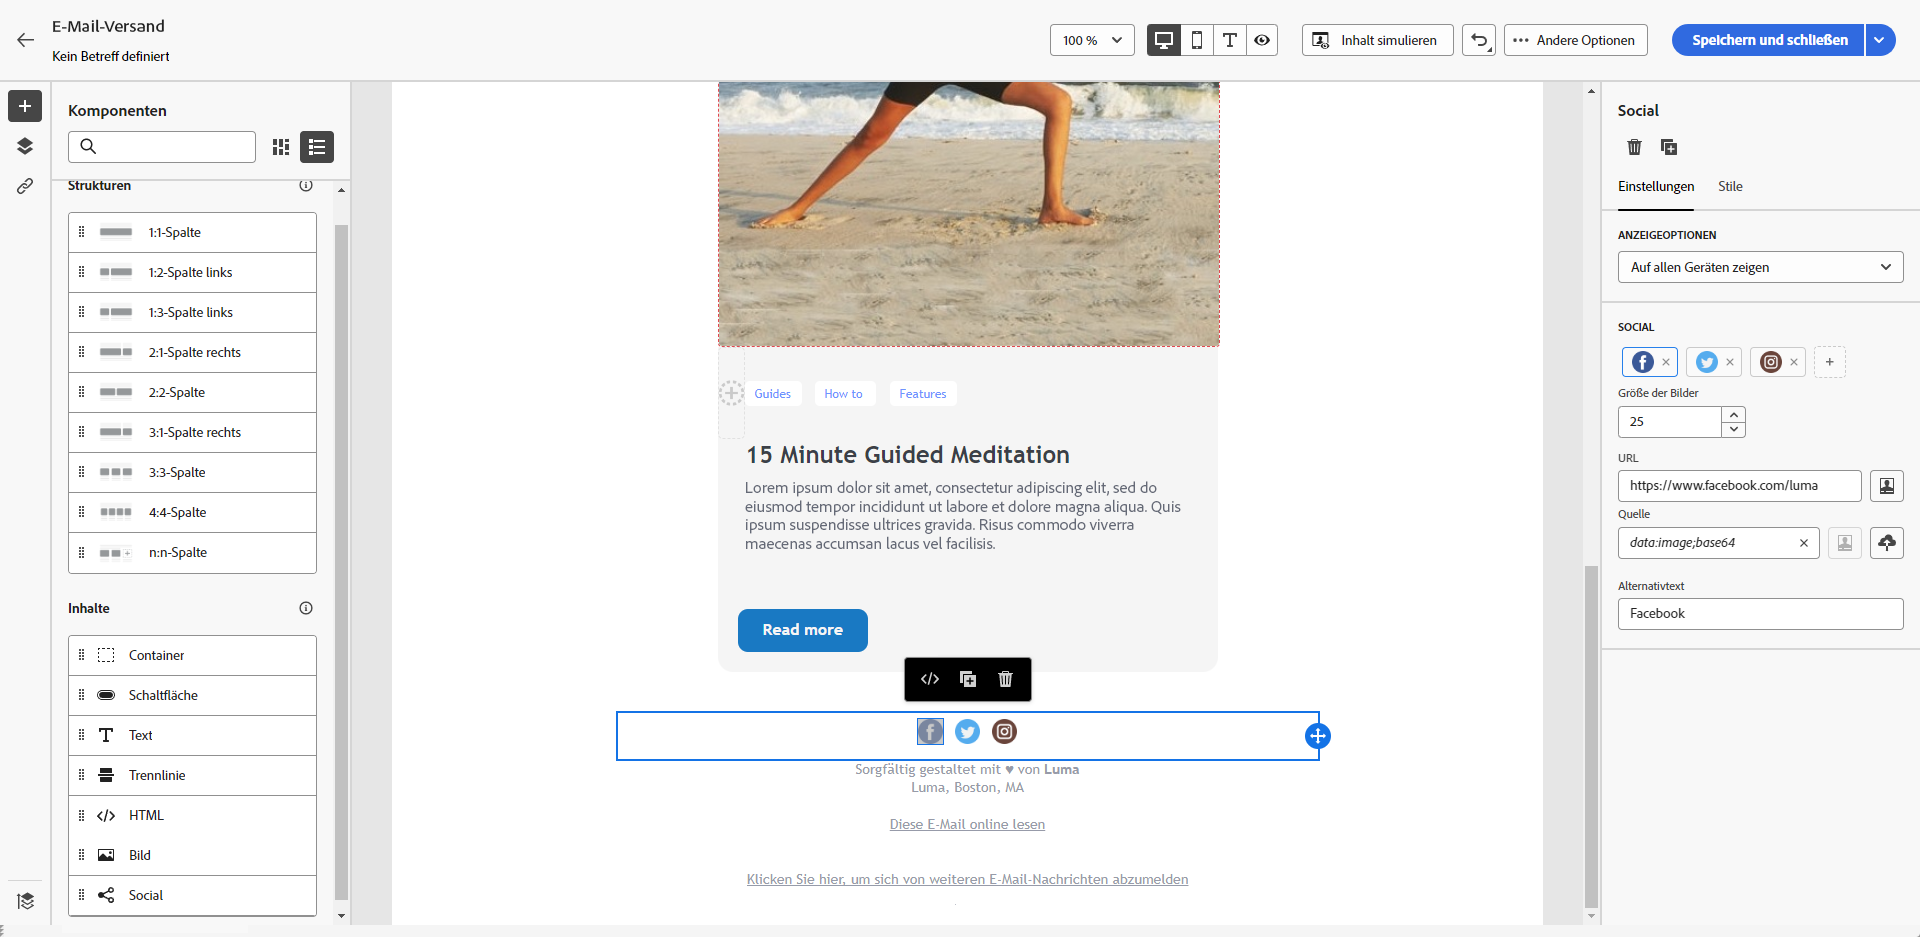 E-Mail-Versand
Kein Betreff definiert
100 %
Inhalt simulieren
Andere Optionen
Speichern und schließen
Komponenten
Strukturen
1:1-Spalte
1:2-Spalte links
1:3-Spalte links
2:1-Spalte rechts
2:2-Spalte
3:1-Spalte rechts
3:3-Spalte
4:4-Spalte
n:n-Spalte
Inhalte
Container
Schaltfläche
Text
Trennlinie
HTML
Bild
Social
Guides
How to
Features
15 Minute Guided Meditation
Lorem ipsum dolor sit amet, consectetur adipiscing elit, sed do
eiusmod tempor incididunt ut labore et dolore magna aliqua. Quis
ipsum suspendisse ultrices gravida. Risus commodo viverra
maecenas accumsan lacus vel facilisis.
Read more
Sorgfältig gestaltet mit ♥ von Luma
Luma, Boston, MA
Diese E-Mail online lesen
Klicken Sie hier, um sich von weiteren E-Mail-Nachrichten abzumelden
Social
Einstellungen
Stile
ANZEIGEOPTIONEN
Auf allen Geräten zeigen
SOCIAL
Größe der Bilder
25
URL
https://www.facebook.com/luma
Quelle
data:image;base64
Alternativtext
Facebook